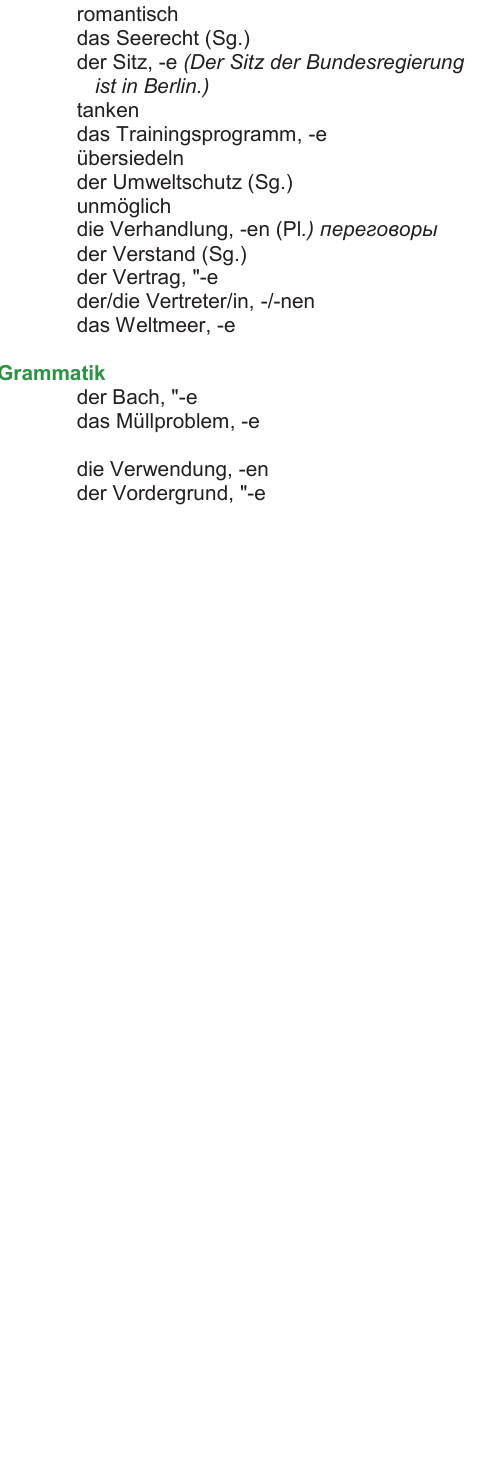 romantisch
das Seerecht (Sg.)
der Sitz, -e (Der Sitz der Bundesregierung
ist in Berlin.)
tanken
das Trainingsprogramm, -e
übersiedeln
der Umweltschutz (Sg.)
unmöglich
die Verhandlung, -en (Pl.) переговоры
der Verstand (Sg.)
der Vertrag, "-e
der/die Vertreter/in, -/-nen
das Weltmeer, -e
Grammatik
der Bach, "-e
das Müllproblem, -e
die Verwendung, -en
der Vordergrund, "-e